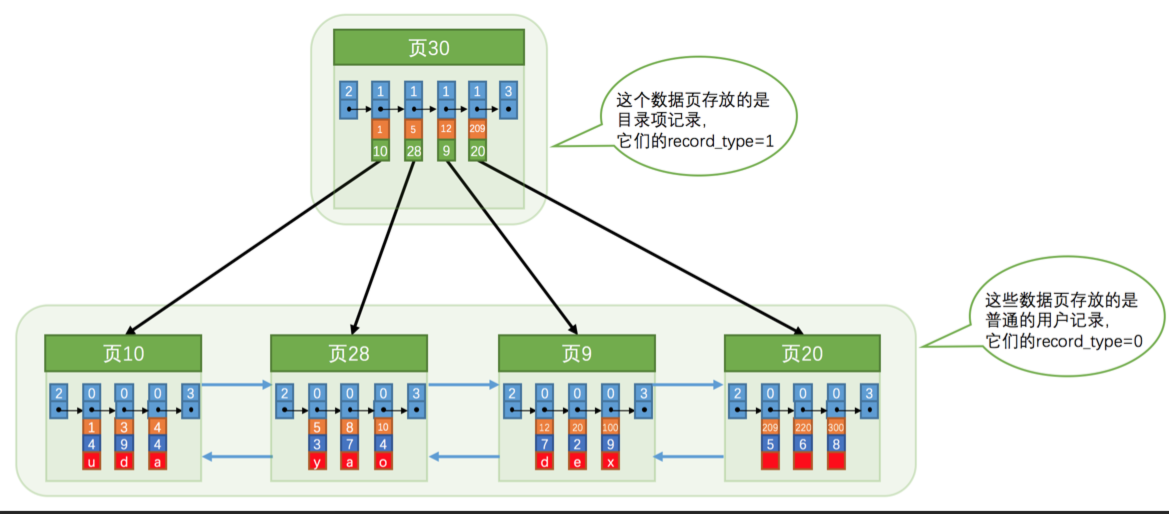 页30
2 1 1 1 1 3
1 5 12 209
10 28 9 20
这个数据页存放的是
目录项记录，
它们的record_type=1
这些数据页存放的是
普通的用户记录，
它们的record_type=0
页10
2 0 0 0 3
1 3 4
4 9 4
u d a
页28
2 0 0 0 3
5 8 10
3 7 4
y a o
页9
2 0 0 0 3
12 20 100
7 2 9
d e x
页20
2 0 0 0 3
209 220 300
5 6 8